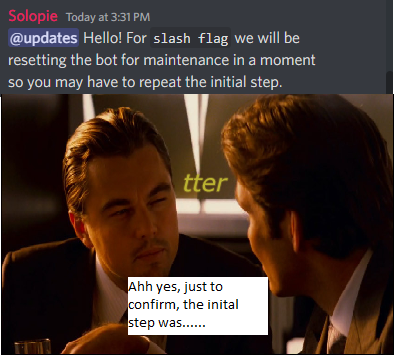 Solopie Today at 3:31 PM
@updates Hello! For slash flag we will be
resetting the bot for maintenance in a moment
so you may have to repeat the initial step.
tter
Ahh yes, just to
confirm, the inital
step was......